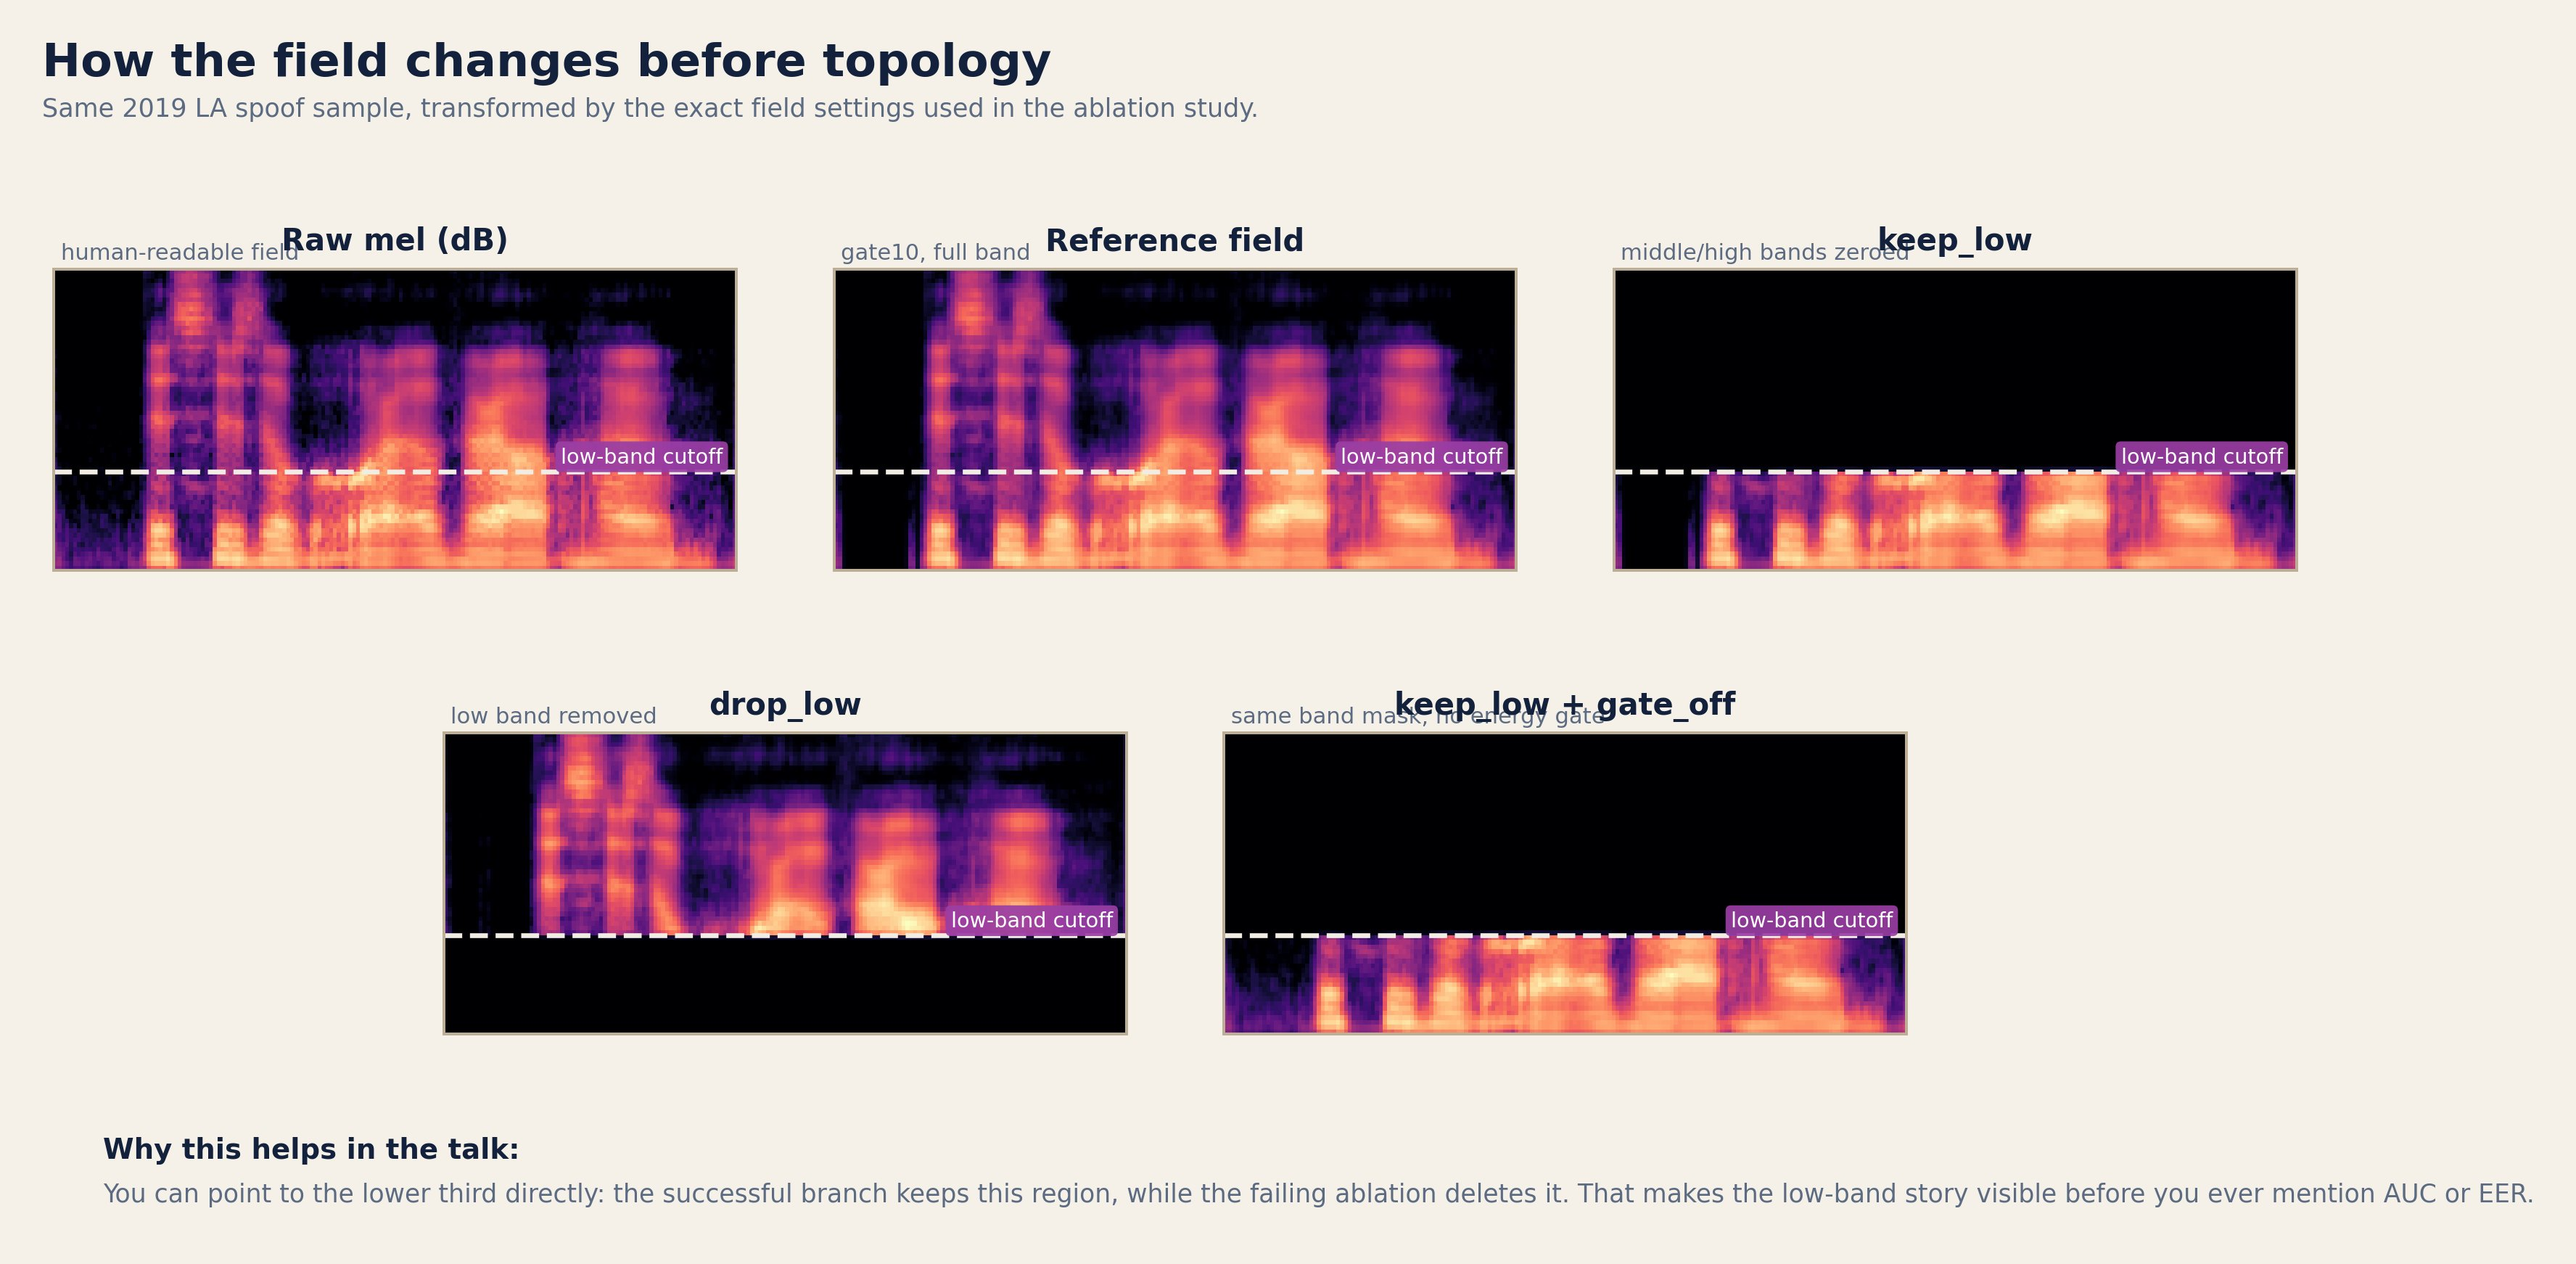 How the field changes before topology
Same 2019 LA spoof sample, transformed by the exact field settings used in the ablation study.
Raw mel (dB)
human-readable field
low-band cutoff
Reference field
gate10, full band
low-band cutoff
keep_low
middle/high bands zeroed
low-band cutoff
drop_low
low band removed
low-band cutoff
keep_low + gate_off
same band mask, no energy gate
low-band cutoff
Why this helps in the talk:
You can point to the lower third directly: the successful branch keeps this region, while the failing ablation deletes it. That makes the low-band story visible before you ever mention AUC or EER.